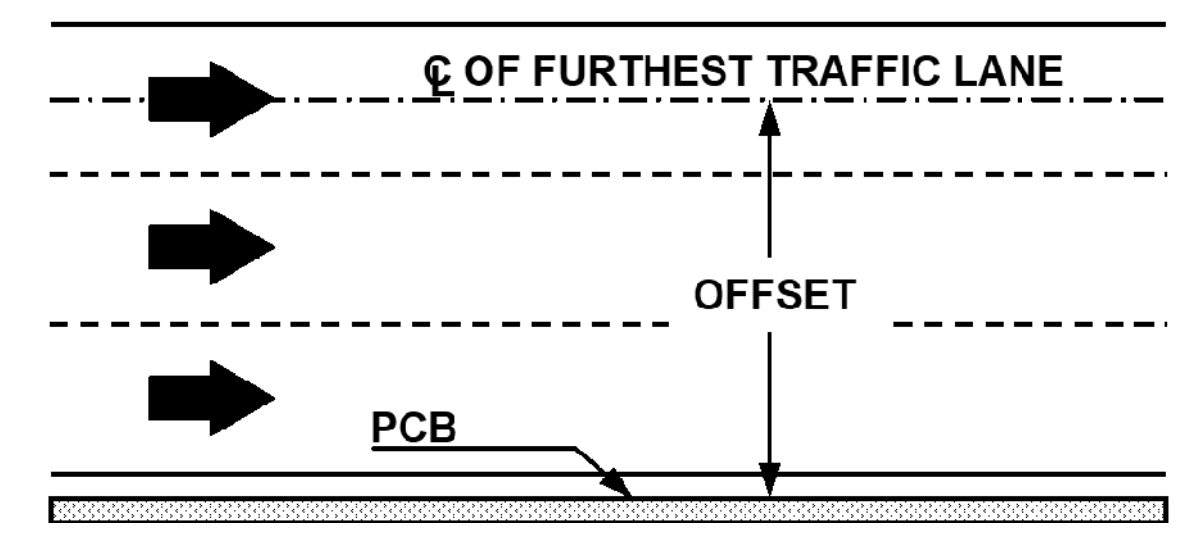 ℄ OF FURTHEST TRAFFIC LANE
OFFSET
PCB